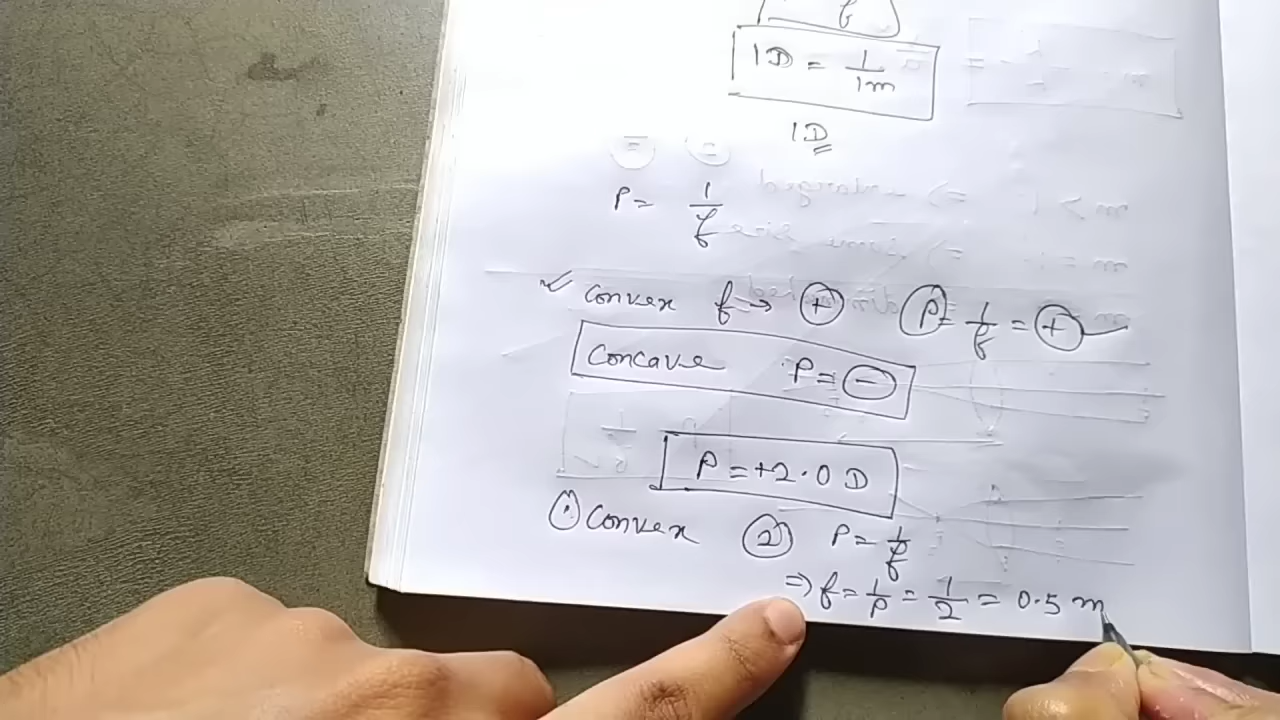 f
1D = 1/1m
1D
P = 1/f
✓ Convex f → + P = 1/f = +
Concave P = −
P = +2.0 D
① Convex ② P = 1/f
⇒ f = 1/P = 1/2 = 0.5 m